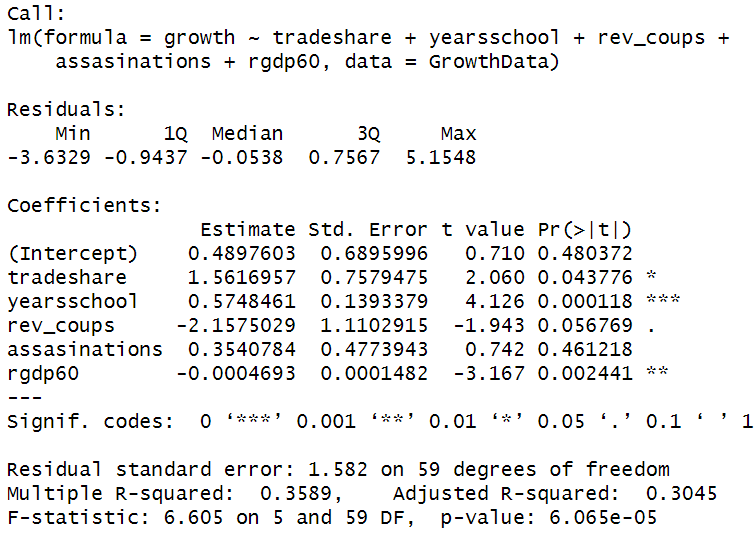 Call:
lm(formula = growth ~ tradeshare + yearsschool + rev_coups +
    assasinations + rgdp60, data = GrowthData)

Residuals:
    Min      1Q  Median      3Q     Max
-3.6329 -0.9437 -0.0538  0.7567  5.1548

Coefficients:
                Estimate Std. Error t value Pr(>|t|)
(Intercept)    0.4897603  0.6895996   0.710 0.480372
tradeshare     1.5616957  0.7579475   2.060 0.043776 *
yearsschool    0.5748461  0.1393379   4.126 0.000118 ***
rev_coups     -2.1575029  1.1102915  -1.943 0.056769 .
assasinations  0.3540784  0.4773943   0.742 0.461218
rgdp60        -0.0004693  0.0001482  -3.167 0.002441 **
---
Signif. codes:  0 ‘***’ 0.001 ‘**’ 0.01 ‘*’ 0.05 ‘.’ 0.1 ‘ ’ 1

Residual standard error: 1.582 on 59 degrees of freedom
Multiple R-squared:  0.3589,    Adjusted R-squared:  0.3045
F-statistic: 6.605 on 5 and 59 DF,  p-value: 6.065e-05